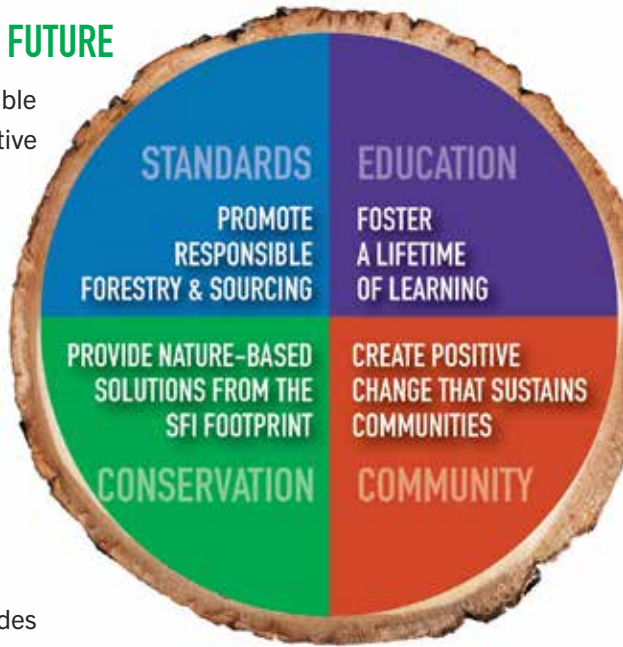 FUTURE
ible
tive
STANDARDS
PROMOTE
RESPONSIBLE
FORESTRY & SOURCING
EDUCATION
FOSTER
A LIFETIME
OF LEARNING
PROVIDE NATURE-BASED
SOLUTIONS FROM THE
SFI FOOTPRINT
CONSERVATION
CREATE POSITIVE
CHANGE THAT SUSTAINS
COMMUNITIES
COMMUNITY
des